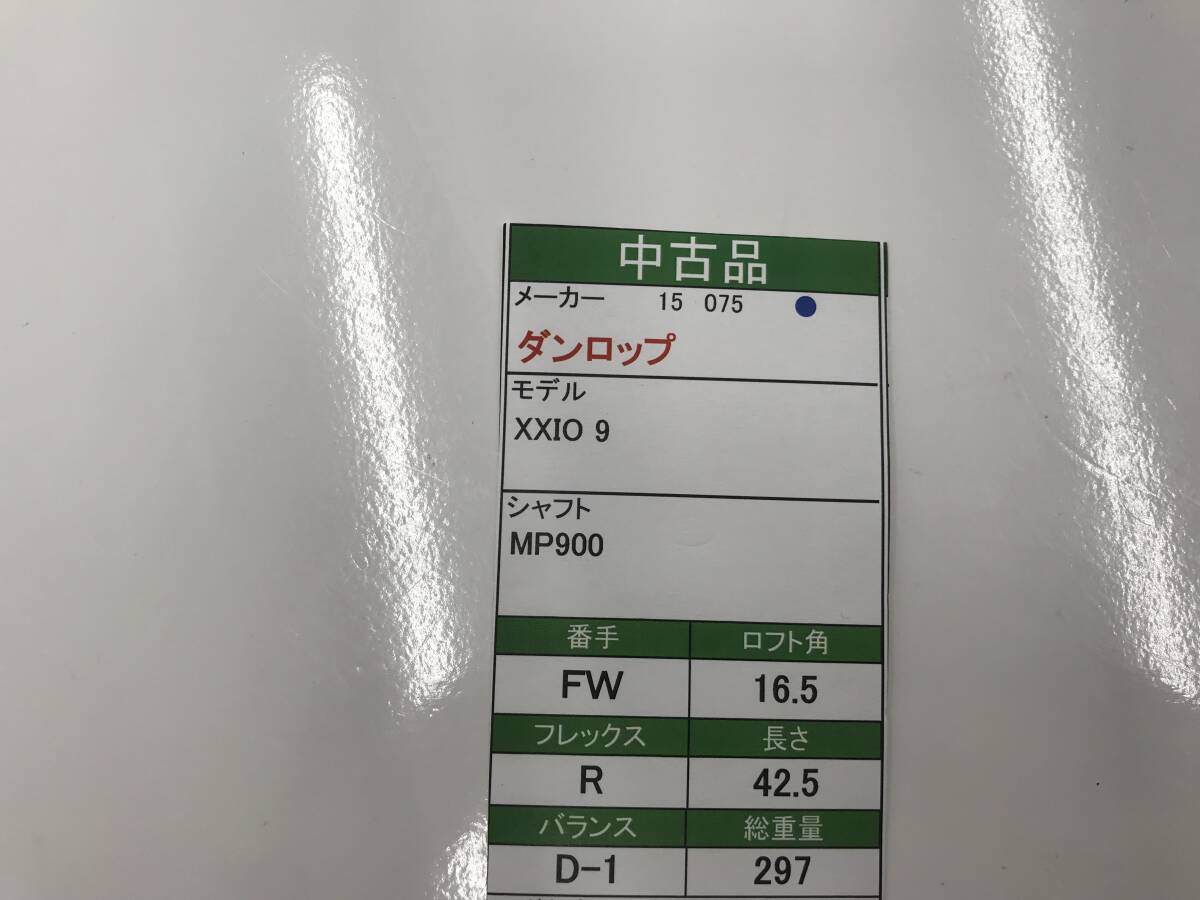 中古品
メーカー 15 075
ダンロップ
モデル
XXIO 9
シャフト
MP900
番手 ロフト角
FW 16.5
フレックス 長さ
R 42.5
バランス 総重量
D-1 297